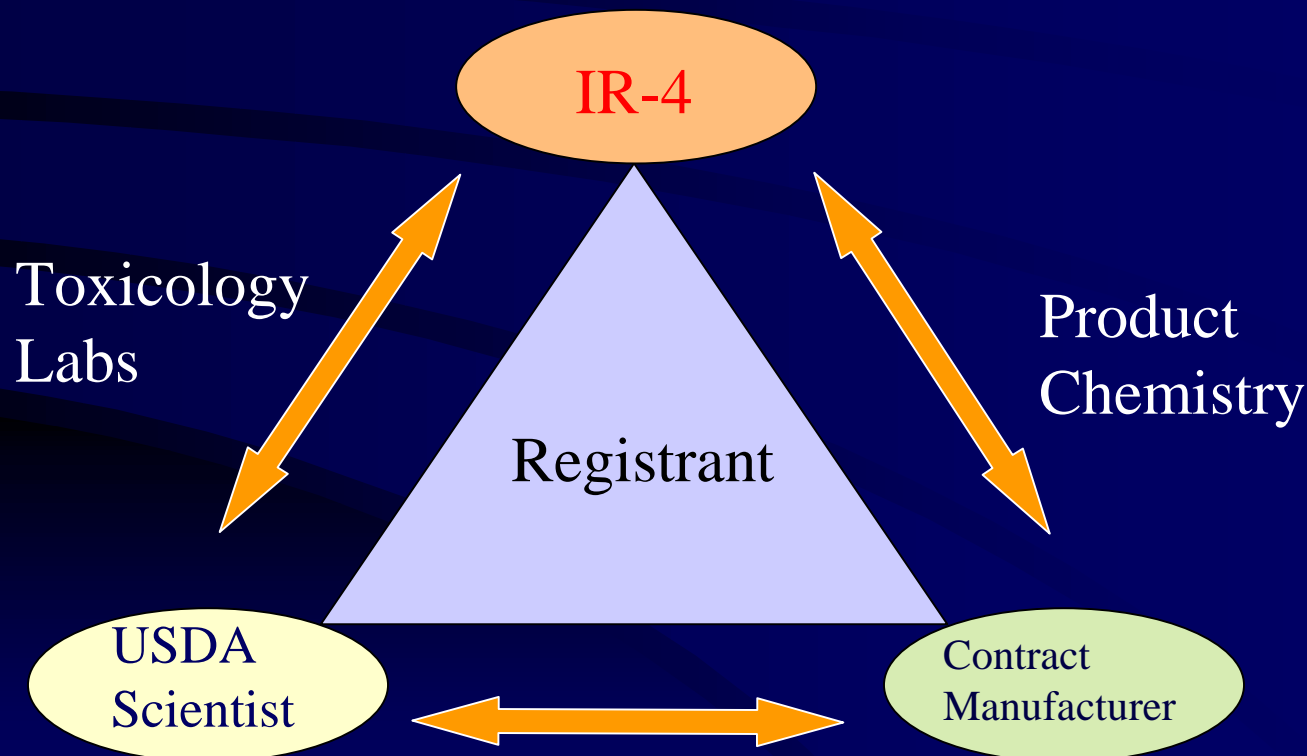 IR-4
Toxicology
Labs
Product
Chemistry
Registrant
USDA
Scientist
Contract
Manufacturer